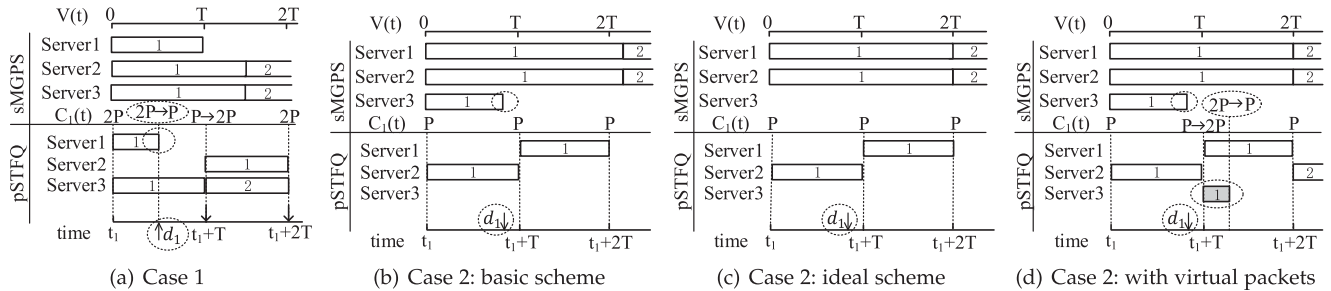 V(t) 0 T 2T
sMGPS
Server1 1
Server2 1 2
Server3 1 2
C₁(t) 2P 2P→P P→2P 2P
pSTFQ
Server1 1
Server2 1
Server3 1 2
time t₁ d₁ t₁+T t₁+2T
(a) Case 1
V(t) 0 T 2T
sMGPS
Server1 1 2
Server2 1 2
Server3 1
C₁(t) P P P
pSTFQ
Server1 1
Server2 1
Server3
d₁
time t₁ t₁+T t₁+2T
(b) Case 2: basic scheme
V(t) 0 T 2T
sMGPS
Server1 1 2
Server2 1 2
Server3
C₁(t) P P P
pSTFQ
Server1 1
Server2 1
Server3
d₁
time t₁ t₁+T t₁+2T
(c) Case 2: ideal scheme
V(t) 0 T 2T
sMGPS
Server1 1 2
Server2 1 2
Server3 1 2P→P
C₁(t) P P→2P P
pSTFQ
Server1 1
Server2 1 2
Server3 1
d₁
time t₁ t₁+T t₁+2T
(d) Case 2: with virtual packets